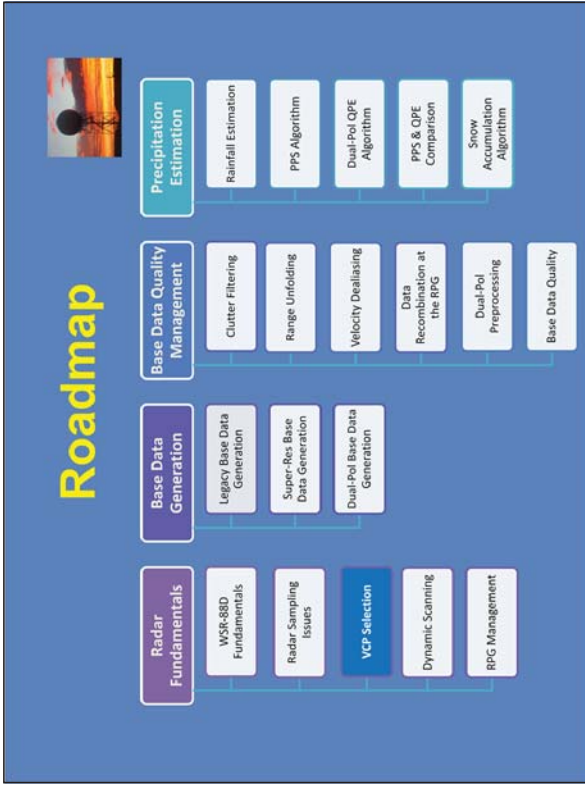 Roadmap
Radar
Fundamentals
WSR-88D
Fundamentals
Radar Sampling
Issues
VCP Selection
Dynamic Scanning
RPG Management
Base Data
Generation
Legacy Base Data
Generation
Super-Res Base
Data Generation
Dual-Pol Base Data
Generation
Base Data Quality
Management
Clutter Filtering
Range Unfolding
Velocity Dealiasing
Data
Recombination at
the RPG
Dual-Pol
Preprocessing
Base Data Quality
Precipitation
Estimation
Rainfall Estimation
PPS Algorithm
Dual-Pol QPE
Algorithm
PPS & QPE
Comparison
Snow
Accumulation
Algorithm